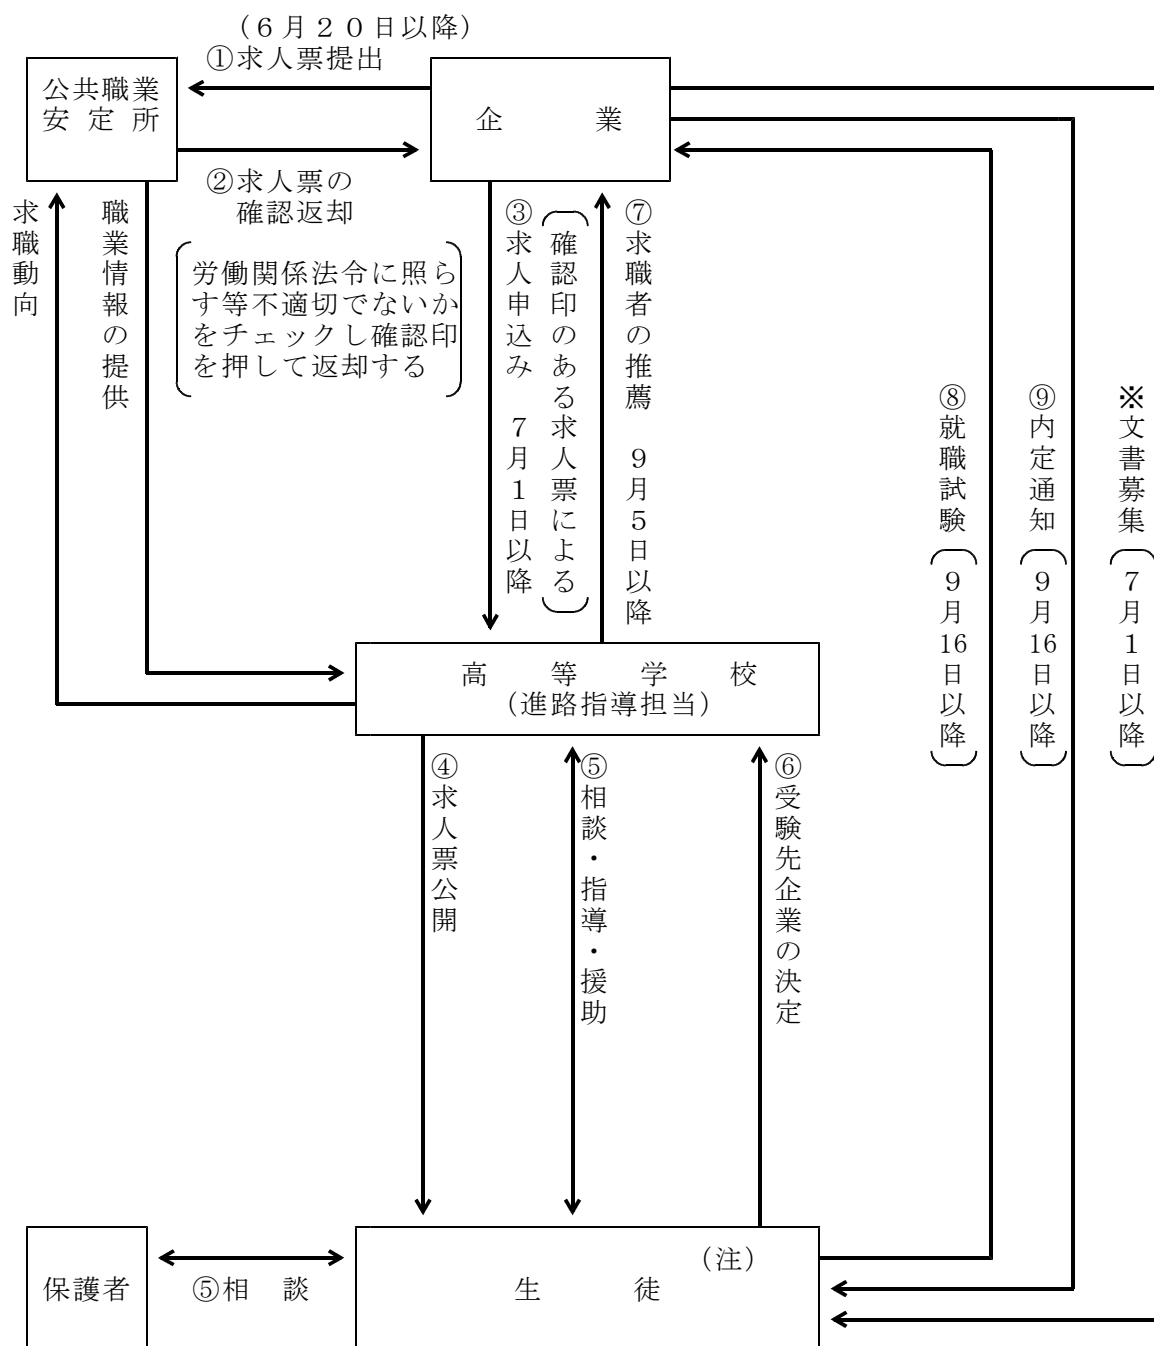 (6月20日以降)
①求人票提出
公共職業
安定所
企業
②求人票の
確認返却
労働関係法令に照ら
す等不適切でないか
をチェックし確認印
を押して返却する
求職動向
職業情報の提供
③求人申込み 7月1日以降
確認印のある求人票による
⑦求職者の推薦 9月5日以降
⑧就職試験(9月16日以降)
⑨内定通知(9月16日以降)
※文書募集(7月1日以降)
高等学校
(進路指導担当)
④求人票公開
⑤相談・指導・援助
⑥受験先企業の決定
保護者
⑤相 談
(注)
生徒